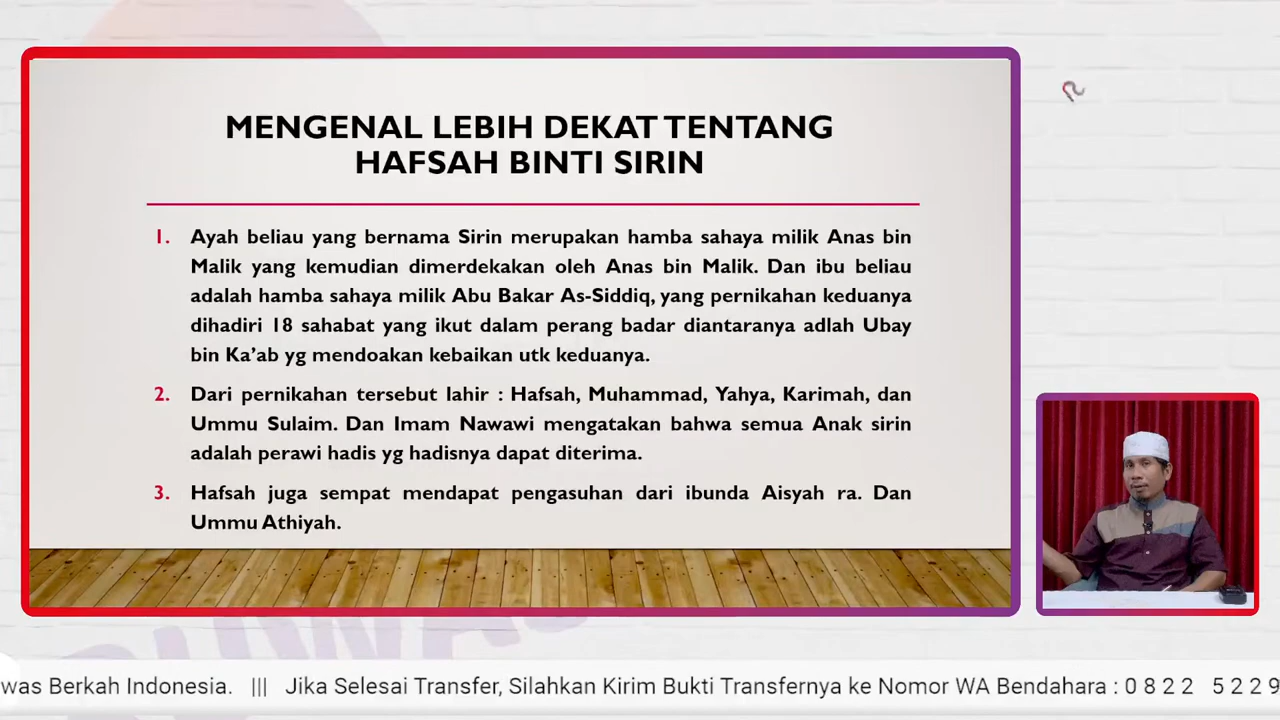 MENGENAL LEBIH DEKAT TENTANG
HAFSAH BINTI SIRIN
1. Ayah beliau yang bernama Sirin merupakan hamba sahaya milik Anas bin
Malik yang kemudian dimerdekakan oleh Anas bin Malik. Dan ibu beliau
adalah hamba sahaya milik Abu Bakar As-Siddiq, yang pernikahan keduanya
dihadiri 18 sahabat yang ikut dalam perang badar diantaranya adlah Ubay
bin Ka'ab yg mendoakan kebaikan utk keduanya.
2. Dari pernikahan tersebut lahir : Hafsah, Muhammad, Yahya, Karimah, dan
Ummu Sulaim. Dan Imam Nawawi mengatakan bahwa semua Anak sirin
adalah perawi hadis yg hadisnya dapat diterima.
3. Hafsah juga sempat mendapat pengasuhan dari ibunda Aisyah ra. Dan
Ummu Athiyah.
was Berkah Indonesia. ||| Jika Selesai Transfer, Silahkan Kirim Bukti Transfernya ke Nomor WA Bendahara : 0 8 2 2 5 2 2 9